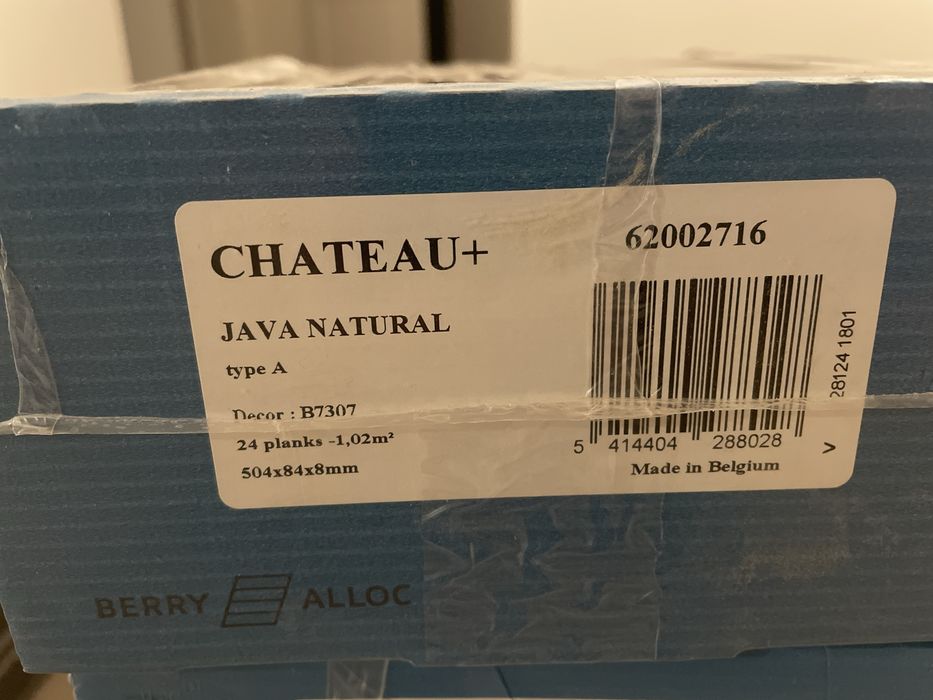 CHATEAU+
62002716
JAVA NATURAL
type A
Decor : B7307
24 planks -1,02m²
504x84x8mm
28124 1801
5 414404 288028 >
Made in Belgium
BERRY ALLOC